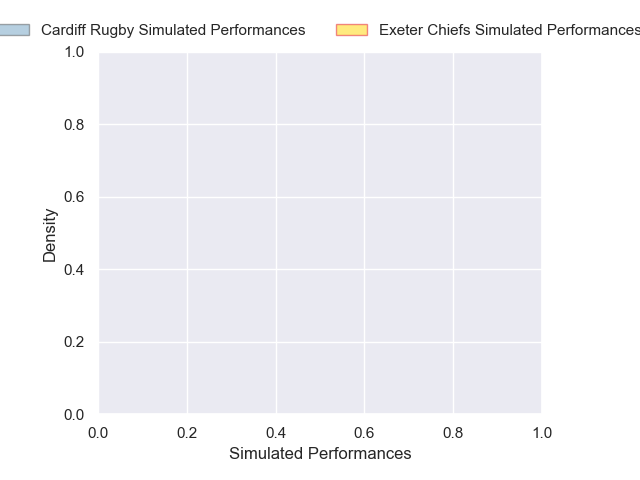 Cardiff Rugby Simulated Performances Exeter Chiefs Simulated Performances
1.0
0.8
0.6
0.4
0.2
0.0
Density
0.0 0.2 0.4 0.6 0.8 1.0
Simulated Performances